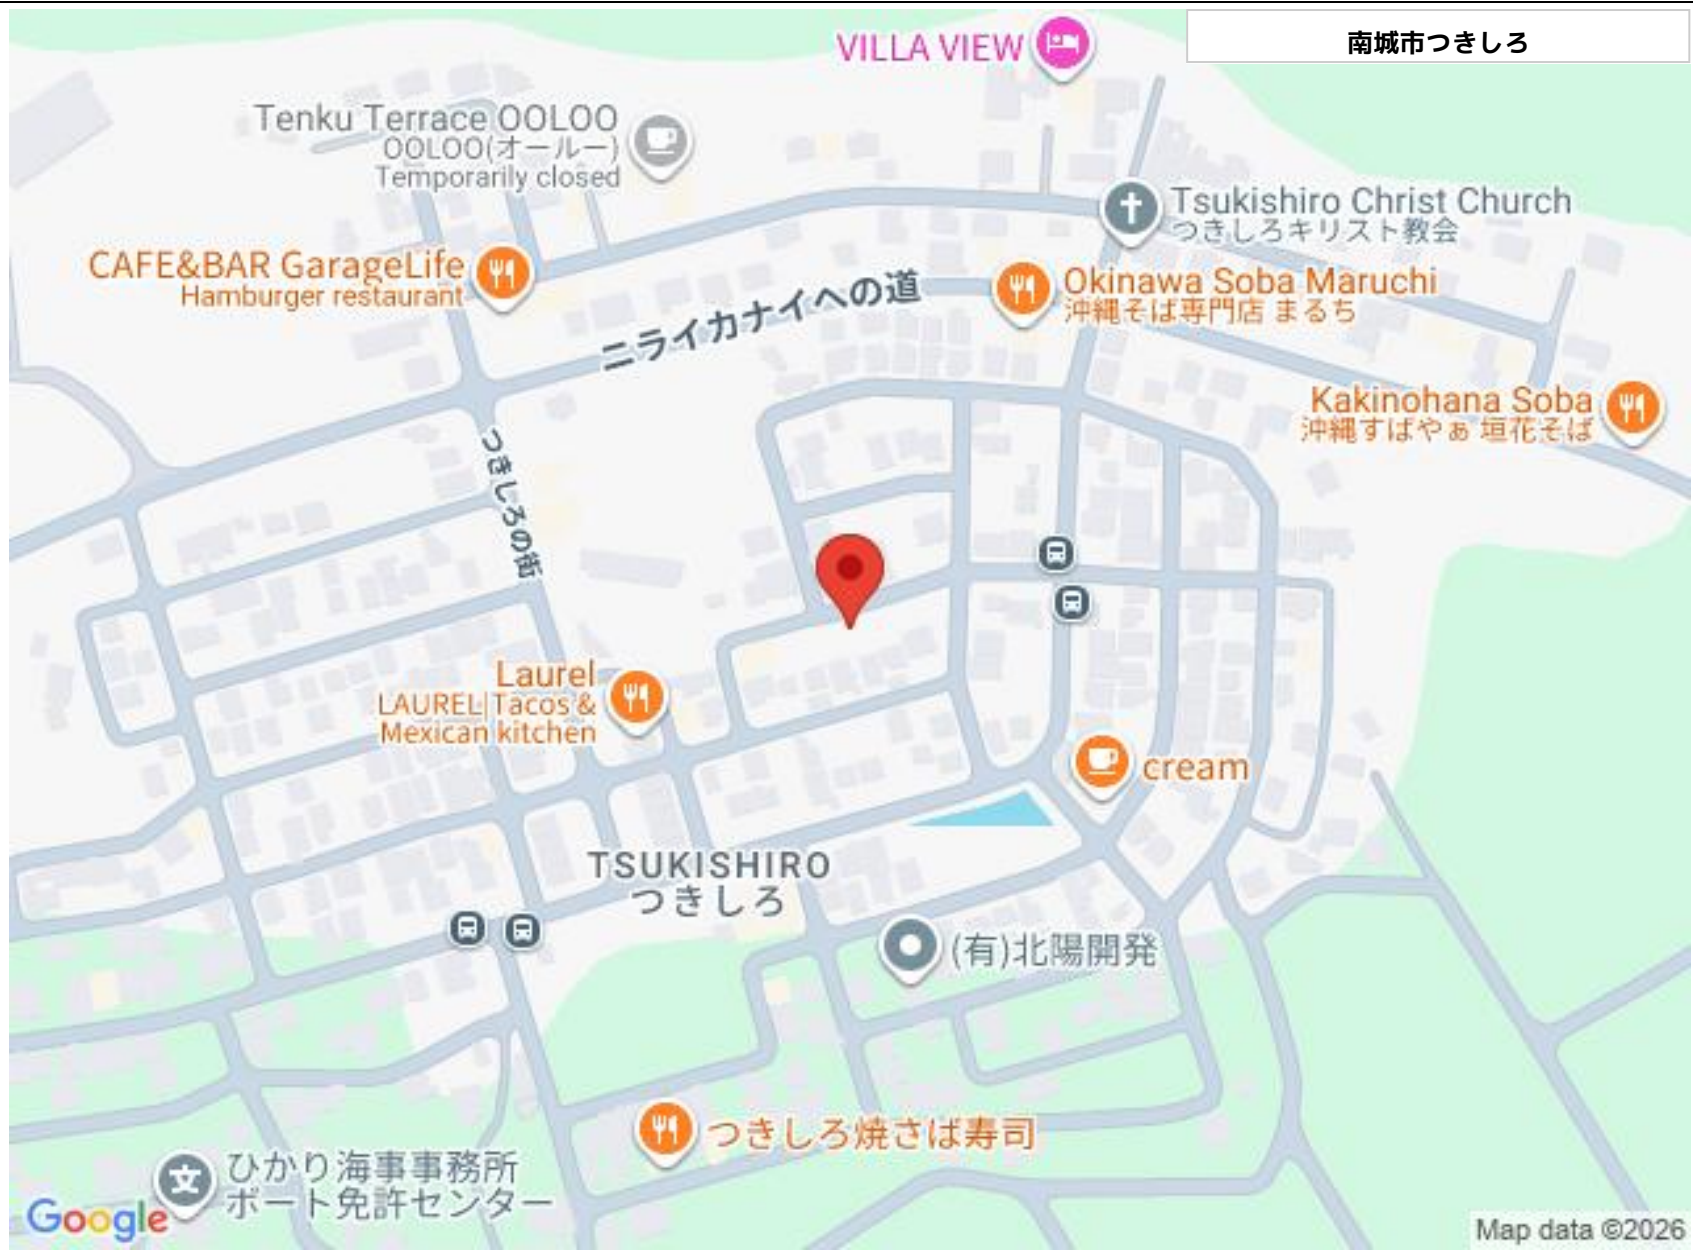 南城市つきしろ
VILLA VIEW
Tenku Terrace OOLOO
OOLOO(オールー)
Temporarily closed
Tsukishiro Christ Church
つきしろキリスト教会
CAFE&BAR GarageLife
Hamburger restaurant
ニライカナイへの道
Okinawa Soba Maruchi
沖縄そば専門店 まるち
Kakinohana Soba
沖縄すばやぁ 垣花そば
つきしろの街
Laurel
LAUREL|Tacos &
Mexican kitchen
cream
TSUKISHIRO
つきしろ
(有)北陽開発
つきしろ焼さば寿司
ひかり海事事務所
ボート免許センター
Google
Map data ©2026